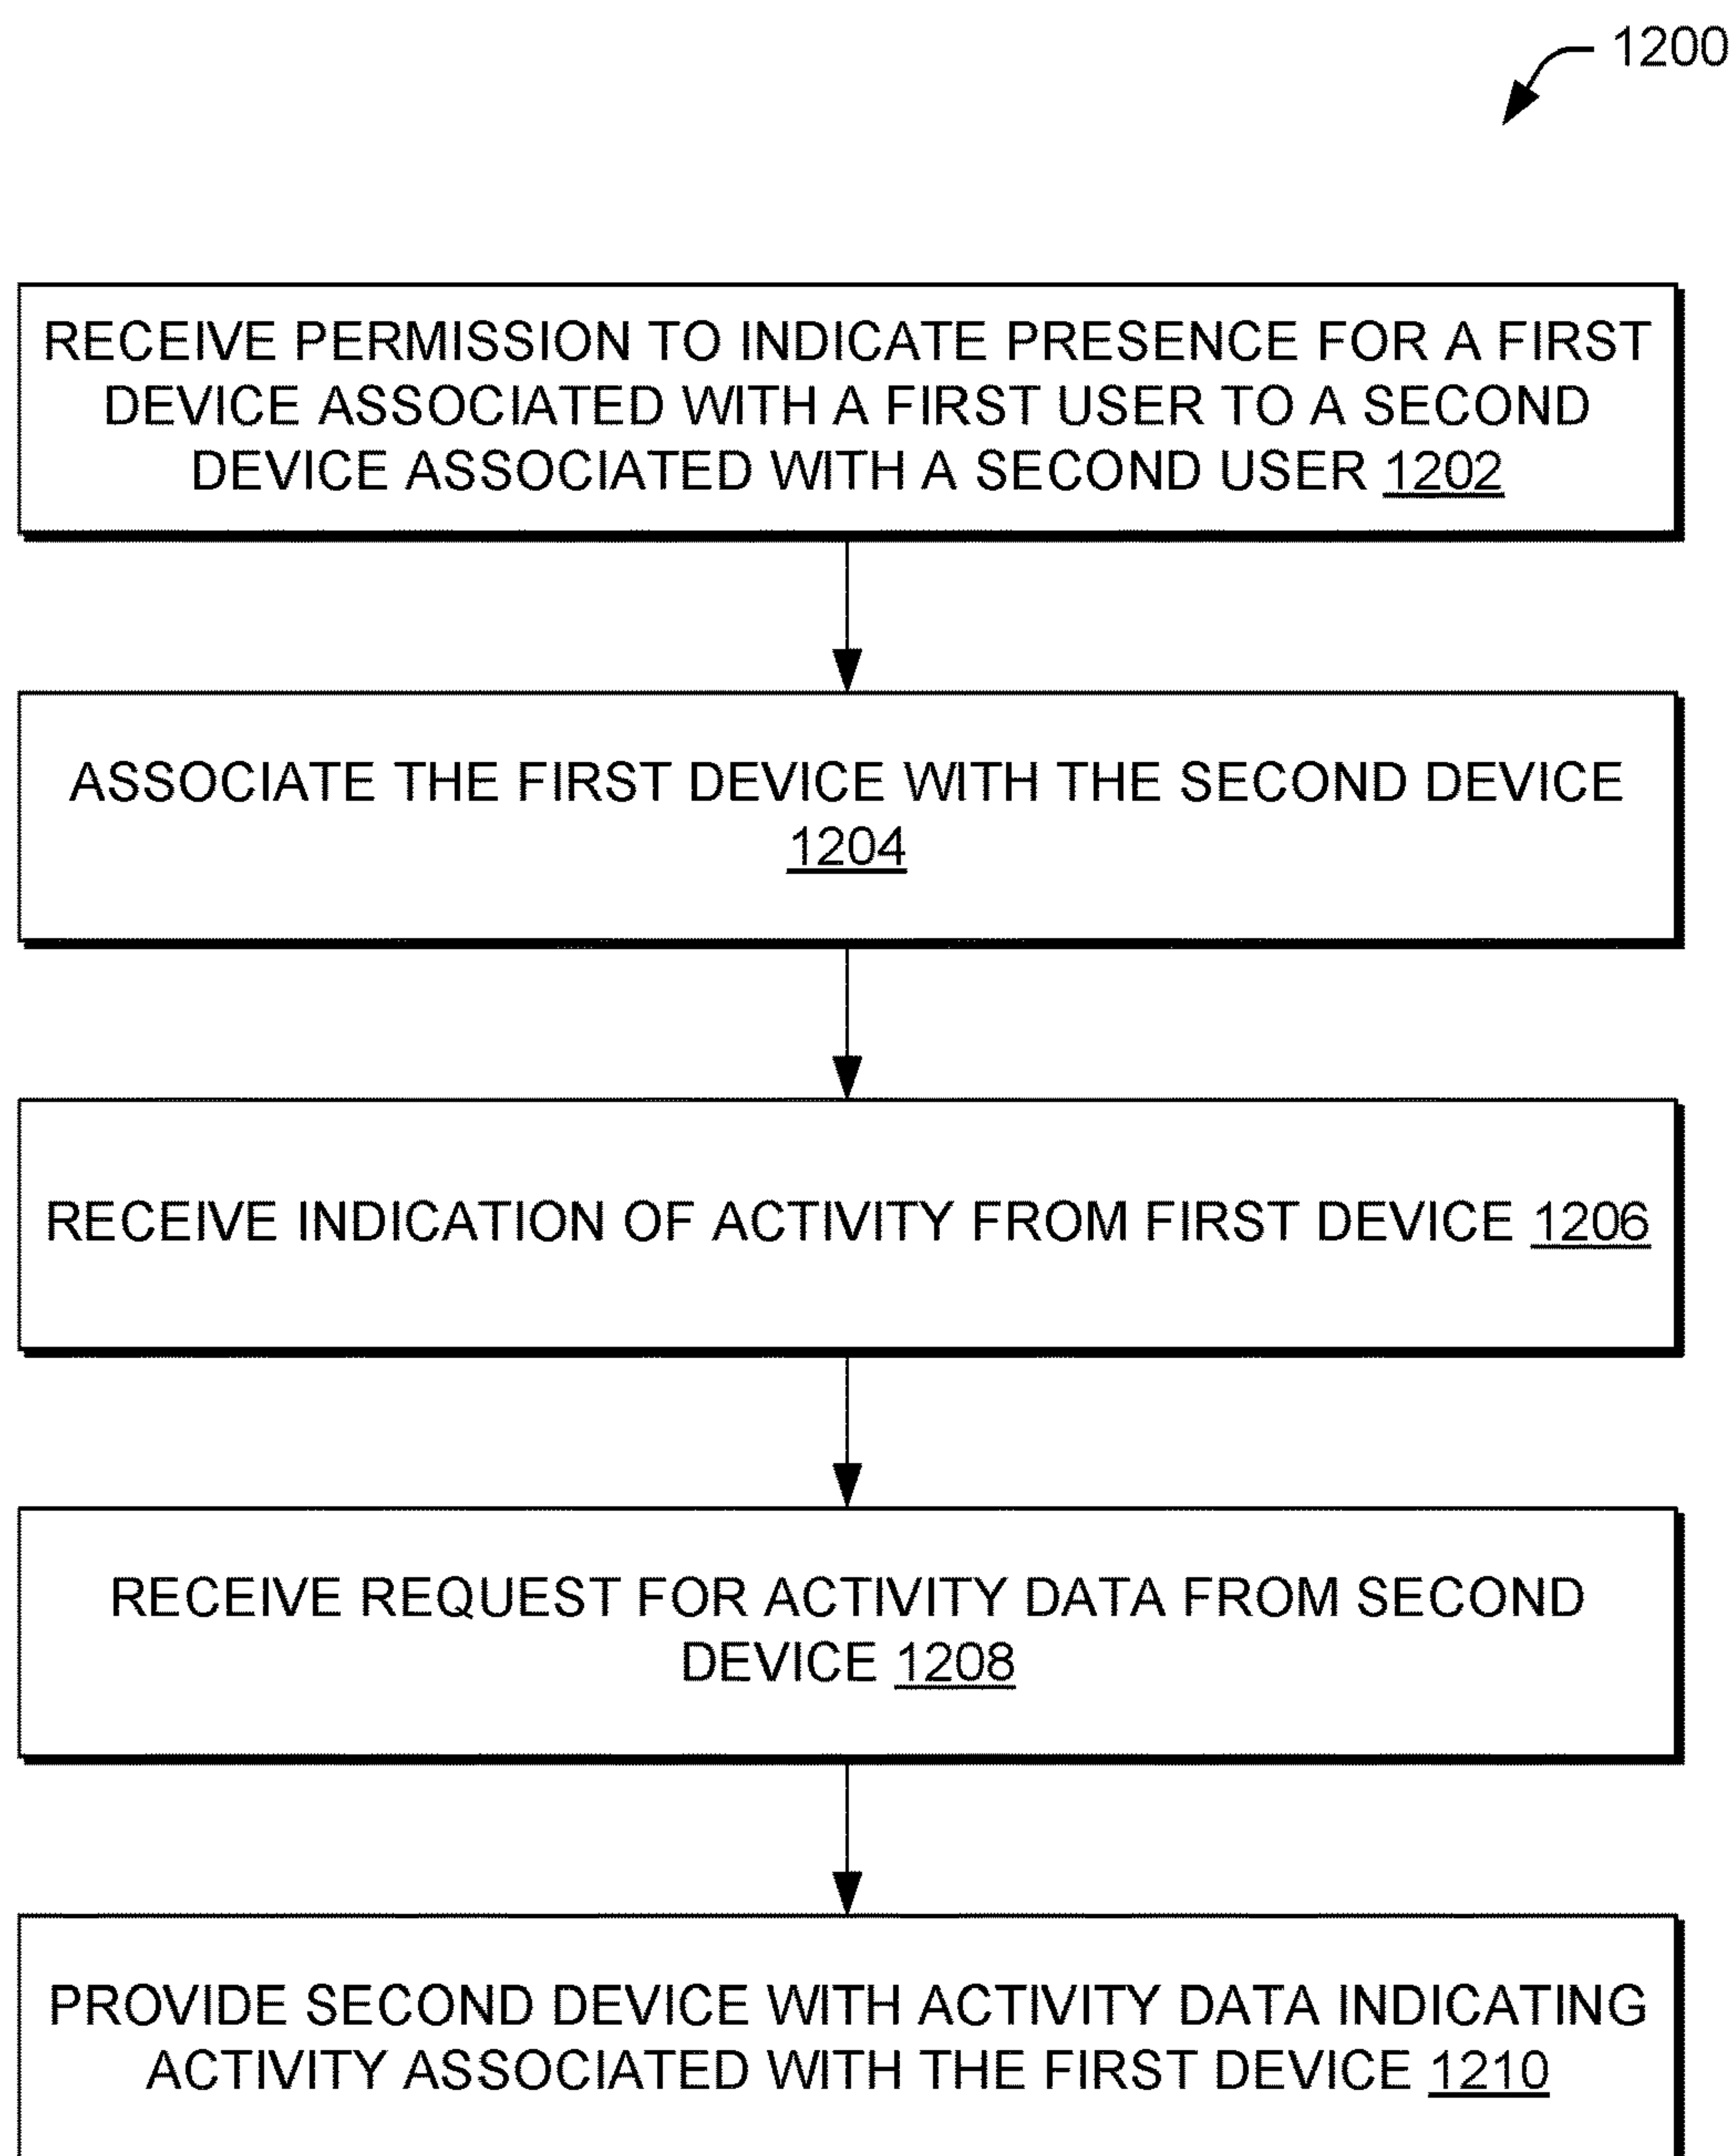 1200
RECEIVE PERMISSION TO INDICATE PRESENCE FOR A FIRST
DEVICE ASSOCIATED WITH A FIRST USER TO A SECOND
DEVICE ASSOCIATED WITH A SECOND USER 1202
ASSOCIATE THE FIRST DEVICE WITH THE SECOND DEVICE
1204
RECEIVE INDICATION OF ACTIVITY FROM FIRST DEVICE 1206
RECEIVE REQUEST FOR ACTIVITY DATA FROM SECOND
DEVICE 1208
PROVIDE SECOND DEVICE WITH ACTIVITY DATA INDICATING
ACTIVITY ASSOCIATED WITH THE FIRST DEVICE 1210